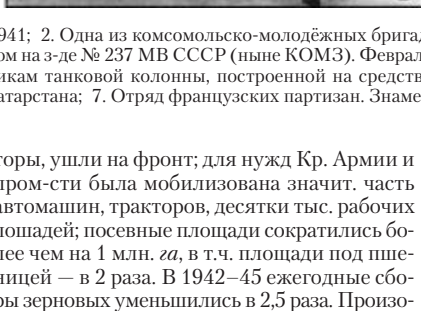 941; 2. Одна из комсомольско-молодёжных бригад
ом на з-де № 237 МВ СССР (ныне КОМЗ). Феврал
икам танковой колонны, построенной на средств
атарстана; 7. Отряд французских партизан. Знаме
торы, ушли на фронт; для нужд Кр. Армии и
пром-сти была мобилизована значит. часть
автомашин, тракторов, десятки тыс. рабочих
лошадей; посевные площади сократились бо-
лее чем на 1 млн. га, в т.ч. площади под пше-
ницей — в 2 раза. В 1942–45 ежегодные сбо-
ры зерновых уменьшились в 2,5 раза. Произо-